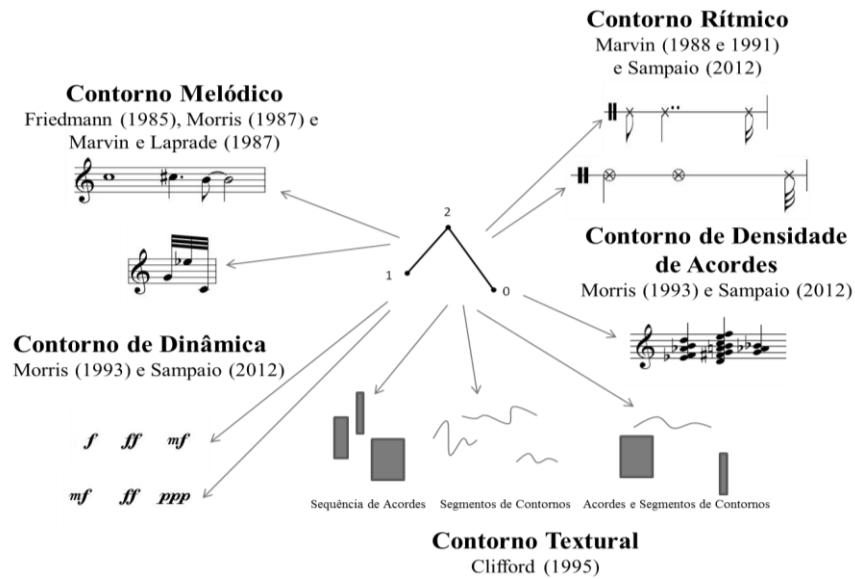 Contorno Rítmico
Marvin (1988 e 1991)
e Sampaio (2012)
Contorno Melódico
Friedmann (1985), Morris (1987) e
Marvin e Laprade (1987)
2
1
0
Contorno de Densidade
de Acordes
Morris (1993) e Sampaio (2012)
Contorno de Dinâmica
Morris (1993) e Sampaio (2012)
f ff mf
mf ff ppp
Sequência de Acordes
Segmentos de Contornos
Acordes e Segmentos de Contornos
Contorno Textural
Clifford (1995)